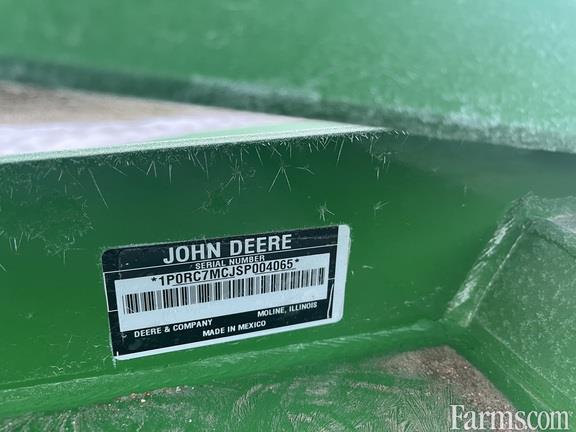 JOHN DEERE
SERIAL NUMBER
*1P0RC7MCJSP004065*
DEERE & COMPANY MOLINE, ILLINOIS
MADE IN MEXICO
Farms.com